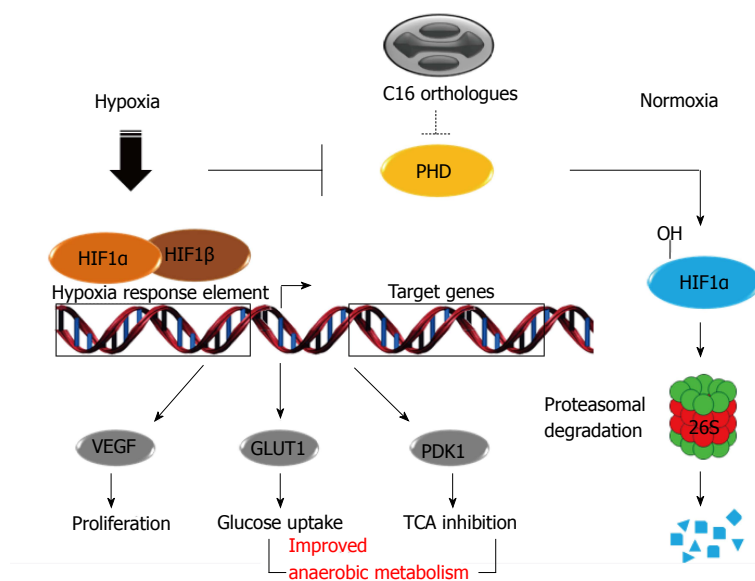 C16 orthologues
Hypoxia
Normoxia
PHD
OH
HIF1α
HIF1β
HIF1α
Hypoxia response element
Target genes
Proteasomal
degradation
26S
VEGF
GLUT1
PDK1
Proliferation
Glucose uptake
TCA inhibition
Improved
anaerobic metabolism